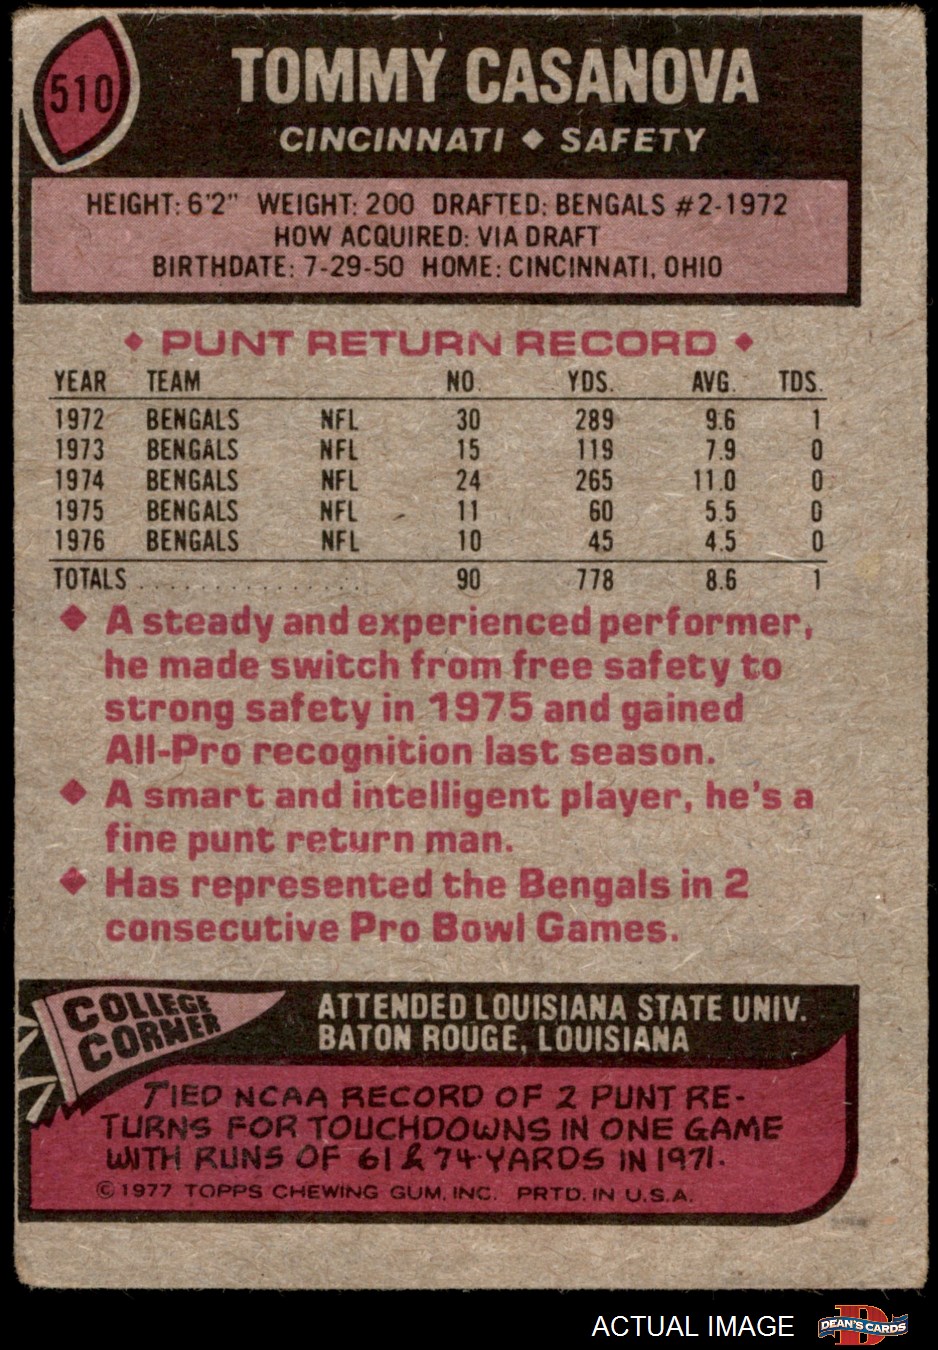 510
TOMMY CASANOVA
CINCINNATI ◆ SAFETY
HEIGHT: 6'2" WEIGHT: 200 DRAFTED: BENGALS #2-1972
HOW ACQUIRED: VIA DRAFT
BIRTHDATE: 7-29-50 HOME: CINCINNATI, OHIO
◆ PUNT RETURN RECORD ◆
YEAR TEAM NO. YDS. AVG. TDS.
1972 BENGALS NFL 30 289 9.6 1
1973 BENGALS NFL 15 119 7.9 0
1974 BENGALS NFL 24 265 11.0 0
1975 BENGALS NFL 11 60 5.5 0
1976 BENGALS NFL 10 45 4.5 0
TOTALS . . . . . . . . . . . . . . . . . 90 778 8.6 1
◆ A steady and experienced performer,
he made switch from free safety to
strong safety in 1975 and gained
All-Pro recognition last season.
◆ A smart and intelligent player, he's a
fine punt return man.
◆ Has represented the Bengals in 2
consecutive Pro Bowl Games.
COLLEGE
CORNER
ATTENDED LOUISIANA STATE UNIV.
BATON ROUGE, LOUISIANA
TIED NCAA RECORD OF 2 PUNT RE-
TURNS FOR TOUCHDOWNS IN ONE GAME
WITH RUNS OF 61 & 74-YARDS IN 1971.
© 1977 TOPPS CHEWING GUM, INC. PRTD. IN U.S.A.
ACTUAL IMAGE
DEAN'S CARDS